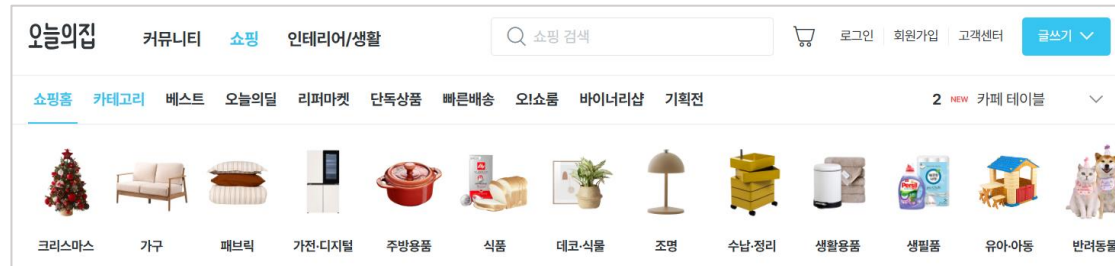 오늘의집 커뮤니티 쇼핑 인테리어/생활 쇼핑 검색 로그인 회원가입 고객센터 글쓰기
쇼핑홈 카테고리 베스트 오늘의딜 리퍼마켓 단독상품 빠른배송 오!쇼룸 바이너리샵 기획전 2 NEW 카페 테이블
크리스마스 가구 패브릭 가전·디지털 주방용품 식품 데코·식물 조명 수납·정리 생활용품 생필품 유아·아동 반려동물